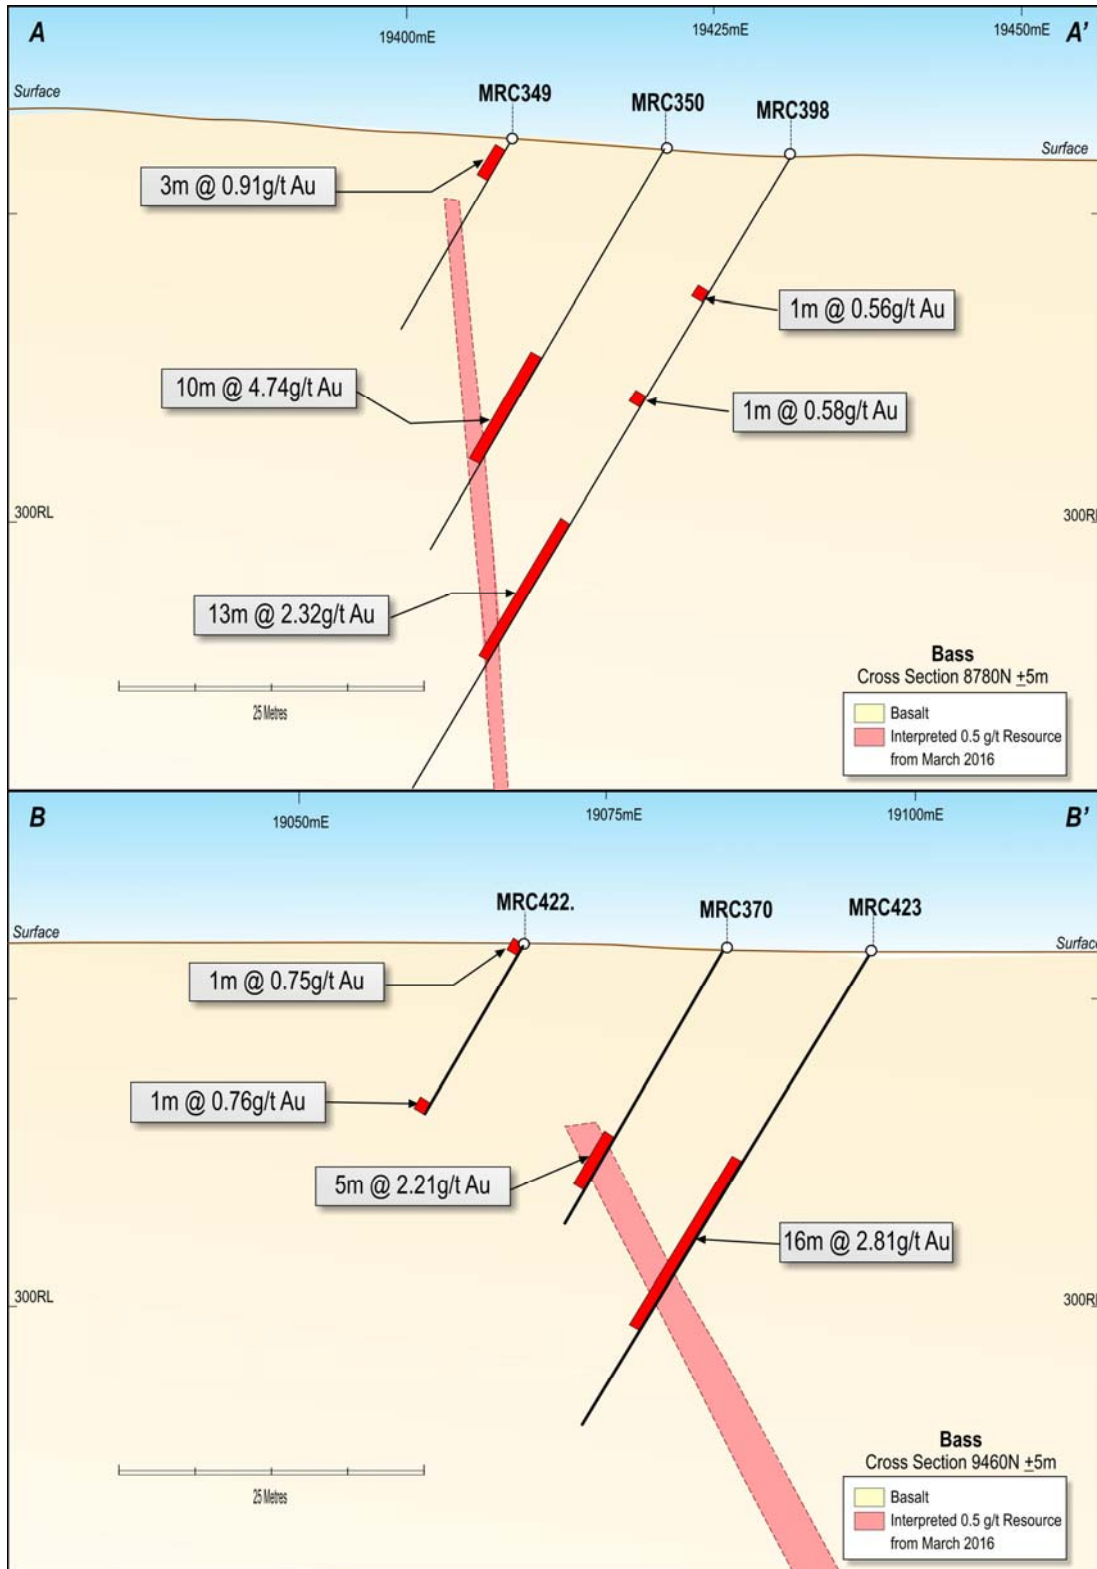 A
19400mE
19425mE
19450mE
A'
Surface
MRC349
MRC350
MRC398
Surface
3m @ 0.91g/t Au
1m @ 0.56g/t Au
10m @ 4.74g/t Au
1m @ 0.58g/t Au
300RL
300RL
13m @ 2.32g/t Au
25 Metres
Bass
Cross Section 8780N ±5m
Basalt
Interpreted 0.5 g/t Resource
from March 2016
B
19050mE
19075mE
19100mE
B'
Surface
MRC422.
MRC370
MRC423
Surface
1m @ 0.75g/t Au
1m @ 0.76g/t Au
5m @ 2.21g/t Au
16m @ 2.81g/t Au
300RL
300RL
25 Metres
Bass
Cross Section 9460N ±5m
Basalt
Interpreted 0.5 g/t Resource
from March 2016